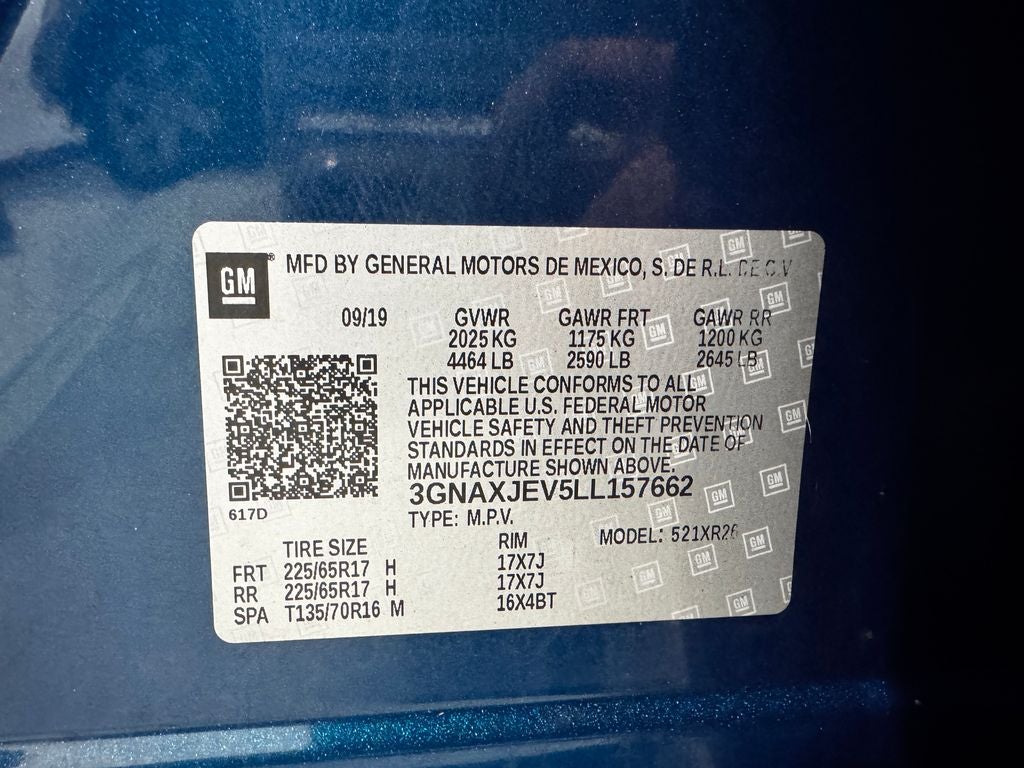 GM MFD BY GENERAL MOTORS DE MEXICO, S. DE R.L. DE C.V
09/19 GVWR GAWR FRT GAWR RR
2025 KG 1175 KG 1200 KG
4464 LB 2590 LB 2645 LB
THIS VEHICLE CONFORMS TO ALL
APPLICABLE U.S. FEDERAL MOTOR
VEHICLE SAFETY AND THEFT PREVENTION
STANDARDS IN EFFECT ON THE DATE OF
MANUFACTURE SHOWN ABOVE.
3GNAXJEV5LL157662
617D TYPE: M.P.V.
TIRE SIZE RIM MODEL: 521XR26
FRT 225/65R17 H 17X7J
RR 225/65R17 H 17X7J
SPA T135/70R16 M 16X4BT